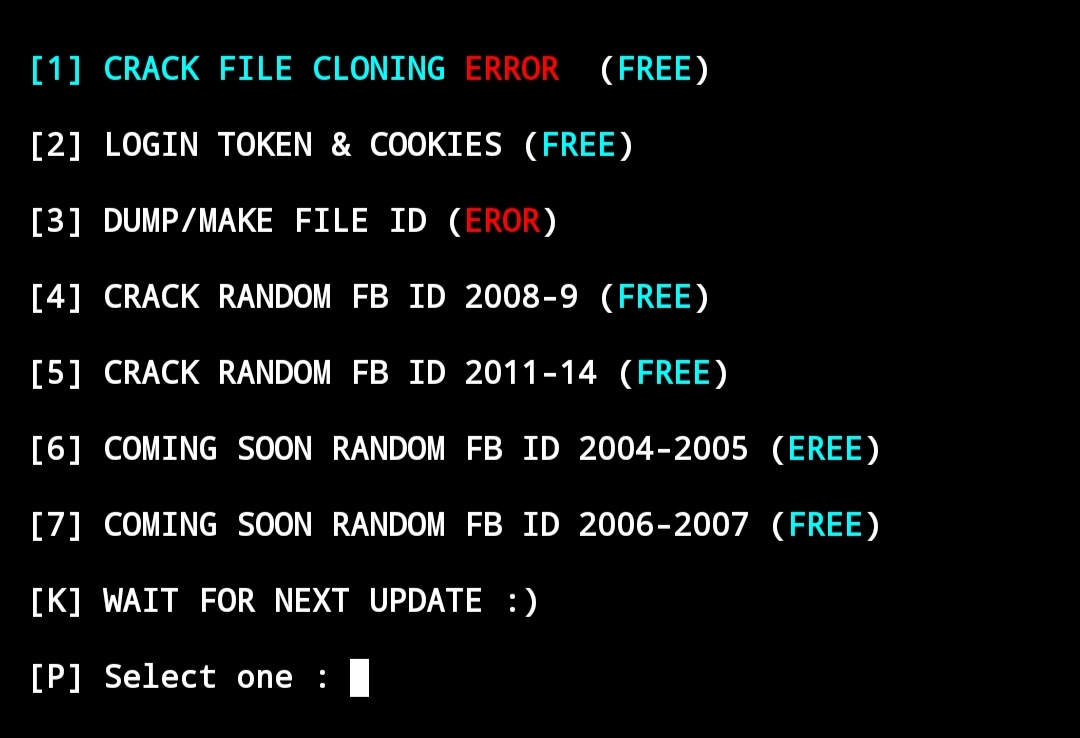 [1] CRACK FILE CLONING ERROR (FREE)
[2] LOGIN TOKEN & COOKIES (FREE)
[3] DUMP/MAKE FILE ID (EROR)
[4] CRACK RANDOM FB ID 2008-9 (FREE)
[5] CRACK RANDOM FB ID 2011-14 (FREE)
[6] COMING SOON RANDOM FB ID 2004-2005 (EREE)
[7] COMING SOON RANDOM FB ID 2006-2007 (FREE)
[K] WAIT FOR NEXT UPDATE :)
[P] Select one :